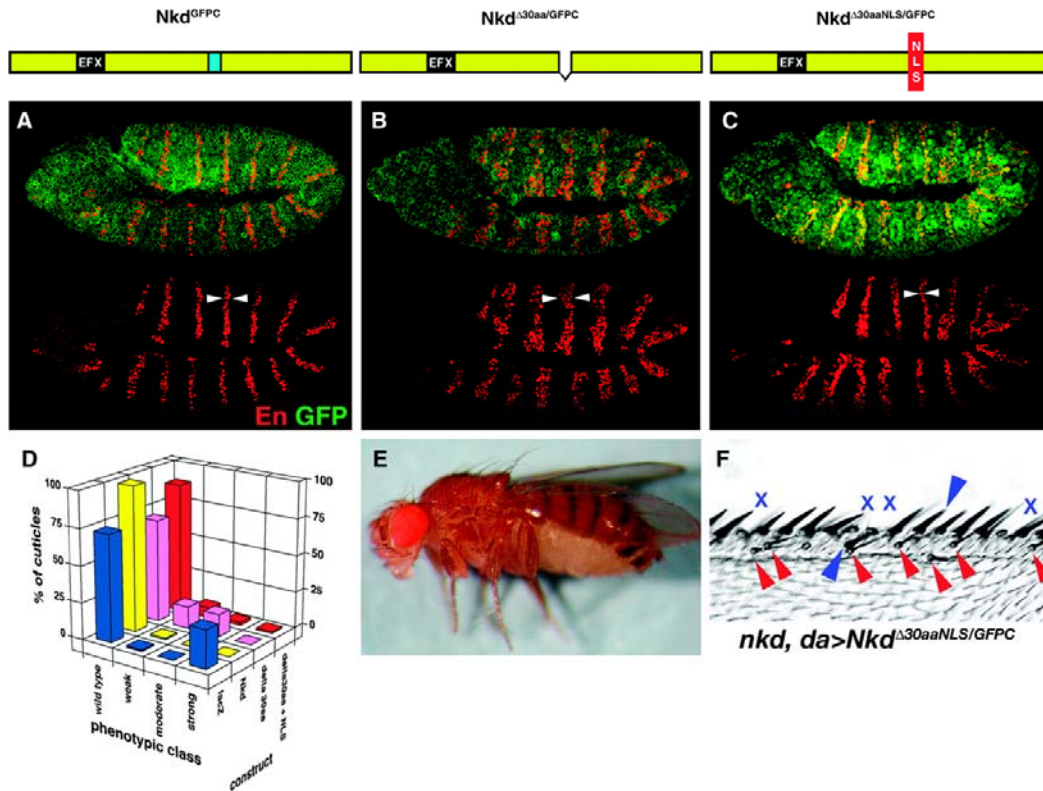 Nkd^GFPC
Nkd^Δ30aa/GFPC
Nkd^Δ30aaNLS/GFPC
EFX
EFX
EFX
N
L
S
A
B
C
En GFP
D
E
F
100
75
50
25
0
% of cuticles
100
75
50
25
0
wild type
weak
moderate
strong
lacZ
Nkd
delta 30aa
delta30aa + NLS
phenotypic class
construct
X
X
X
X
nkd, da>Nkd^Δ30aaNLS/GFPC